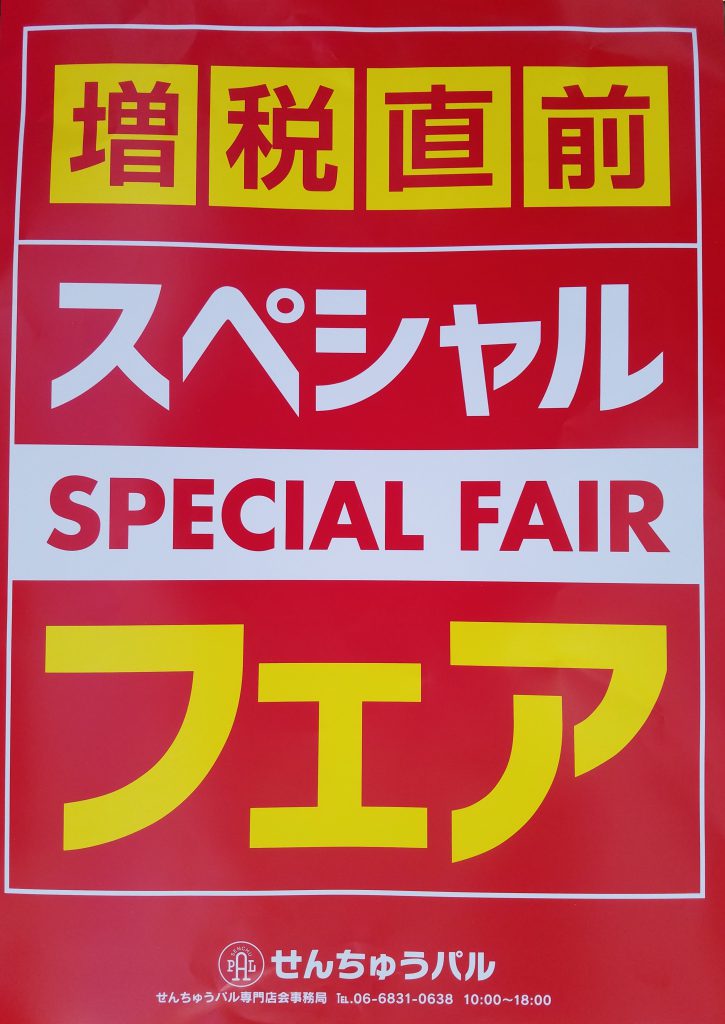 増税直前
スペシャル
SPECIAL FAIR
フェア
SENCHU
PAL
せんちゅうパル
せんちゅうパル専門店会事務局 TEL.06-6831-0638 10:00～18:00